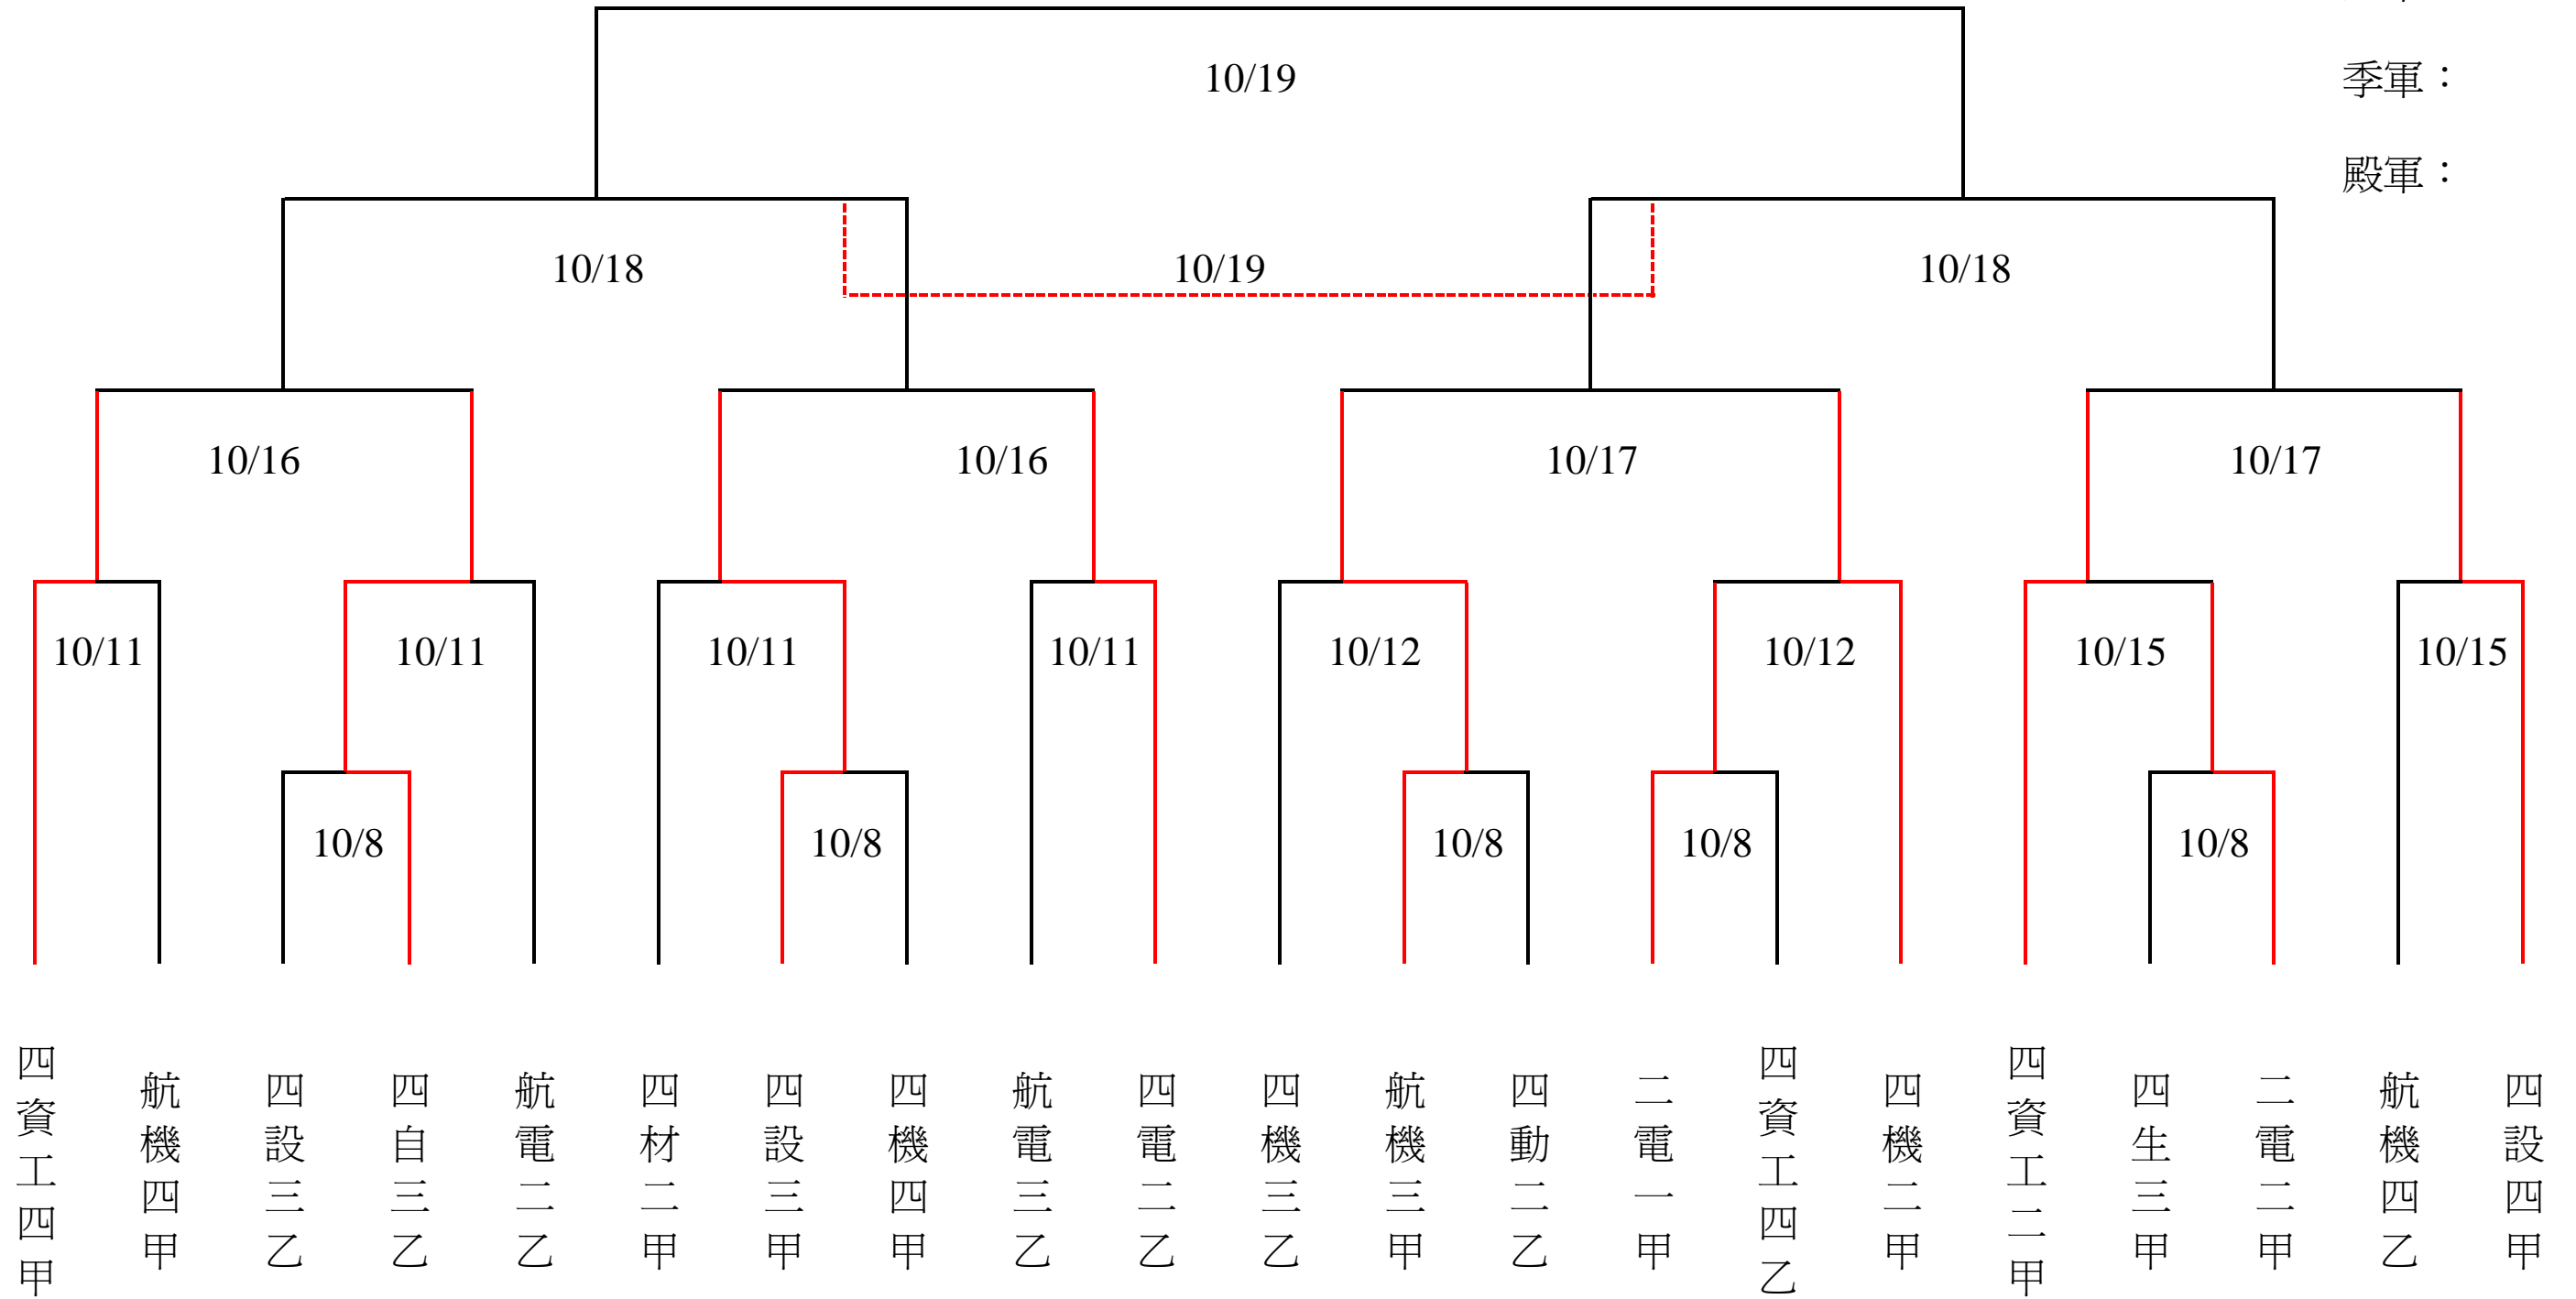 10/19
季軍：
殿軍：
10/18
10/19
10/18
10/16
10/16
10/17
10/17
10/11
10/11
10/11
10/11
10/12
10/12
10/15
10/15
10/8
10/8
10/8
10/8
10/8
四資工四甲
航機四甲
四設三乙
四自三乙
航電二乙
四材二甲
四設三甲
四機四甲
航電三乙
四電二乙
四機三乙
航機三甲
四動二乙
二電一甲
四資工四乙
四機二甲
四資工二甲
四生三甲
二電二甲
航機四乙
四設四甲